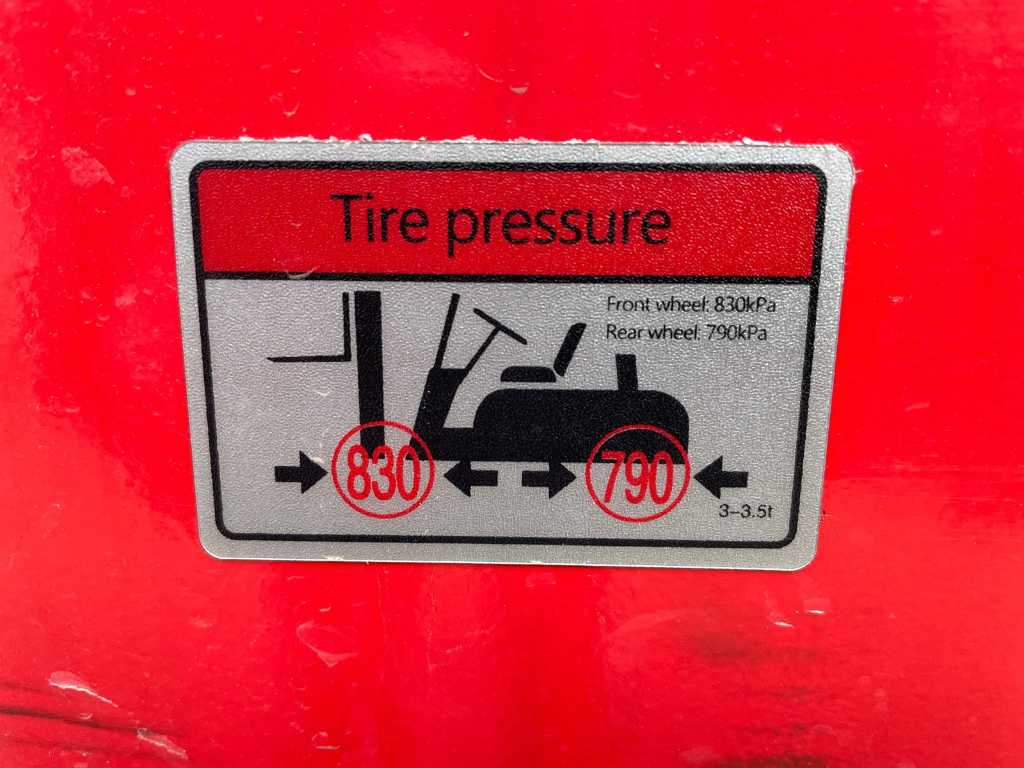 Tire pressure
Front wheel: 830kPa
Rear wheel: 790kPa
830
790
3-3.5t